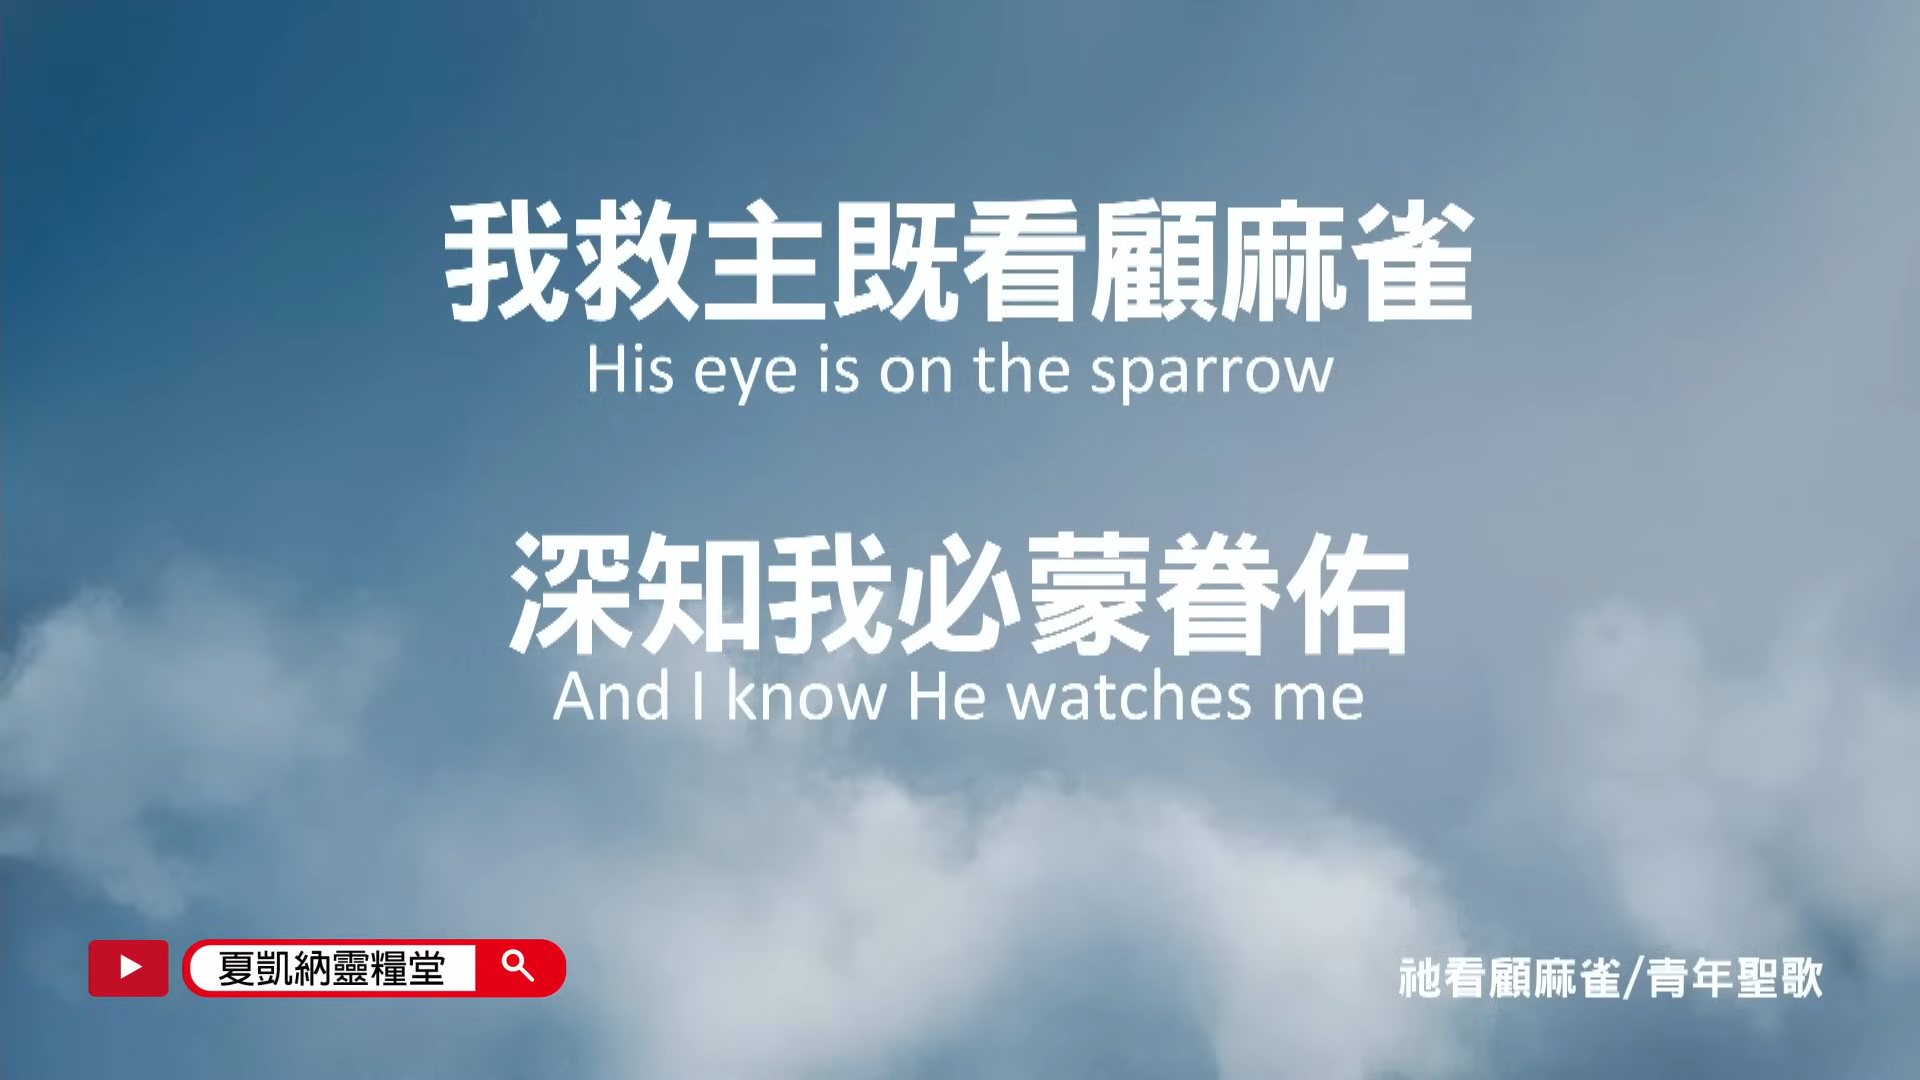 我救主既看顧麻雀
His eye is on the sparrow
深知我必蒙眷佑
And I know He watches me
夏凱納靈糧堂
祂看顧麻雀/青年聖歌